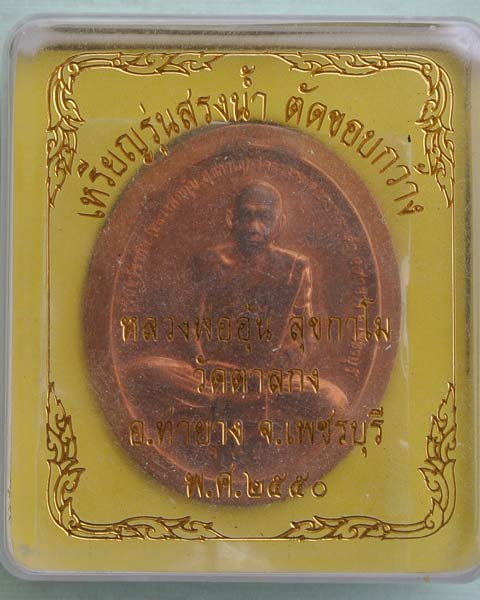 เหรียญรุ่นสรงน้ำ ตัดขอบกว้าง
หลวงพ่ออุ่น สุขกาโม
วัดตาลกง
อ.ท่ายาง จ.เพชรบุรี
พ.ศ.๒๕๕๐